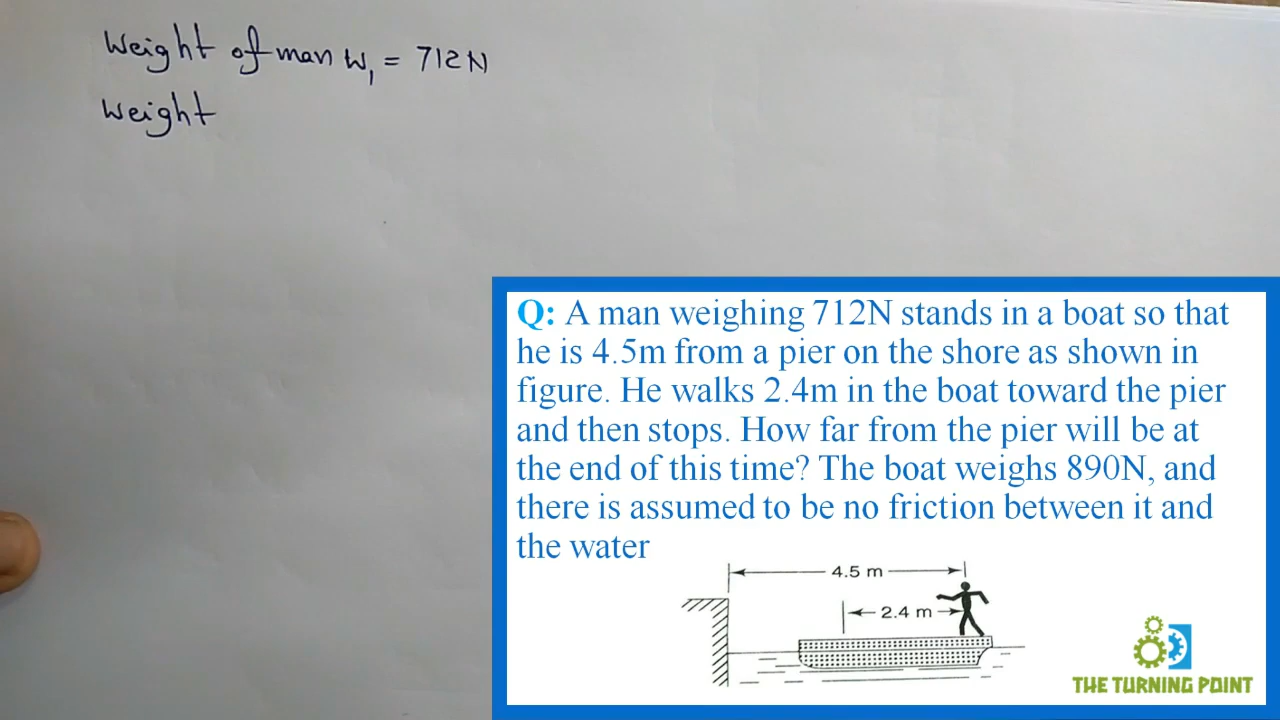 Weight of man W₁ = 712N
Weight
Q: A man weighing 712N stands in a boat so that
he is 4.5m from a pier on the shore as shown in
figure. He walks 2.4m in the boat toward the pier
and then stops. How far from the pier will be at
the end of this time? The boat weighs 890N, and
there is assumed to be no friction between it and
the water
4.5 m
2.4 m
THE TURNING POINT